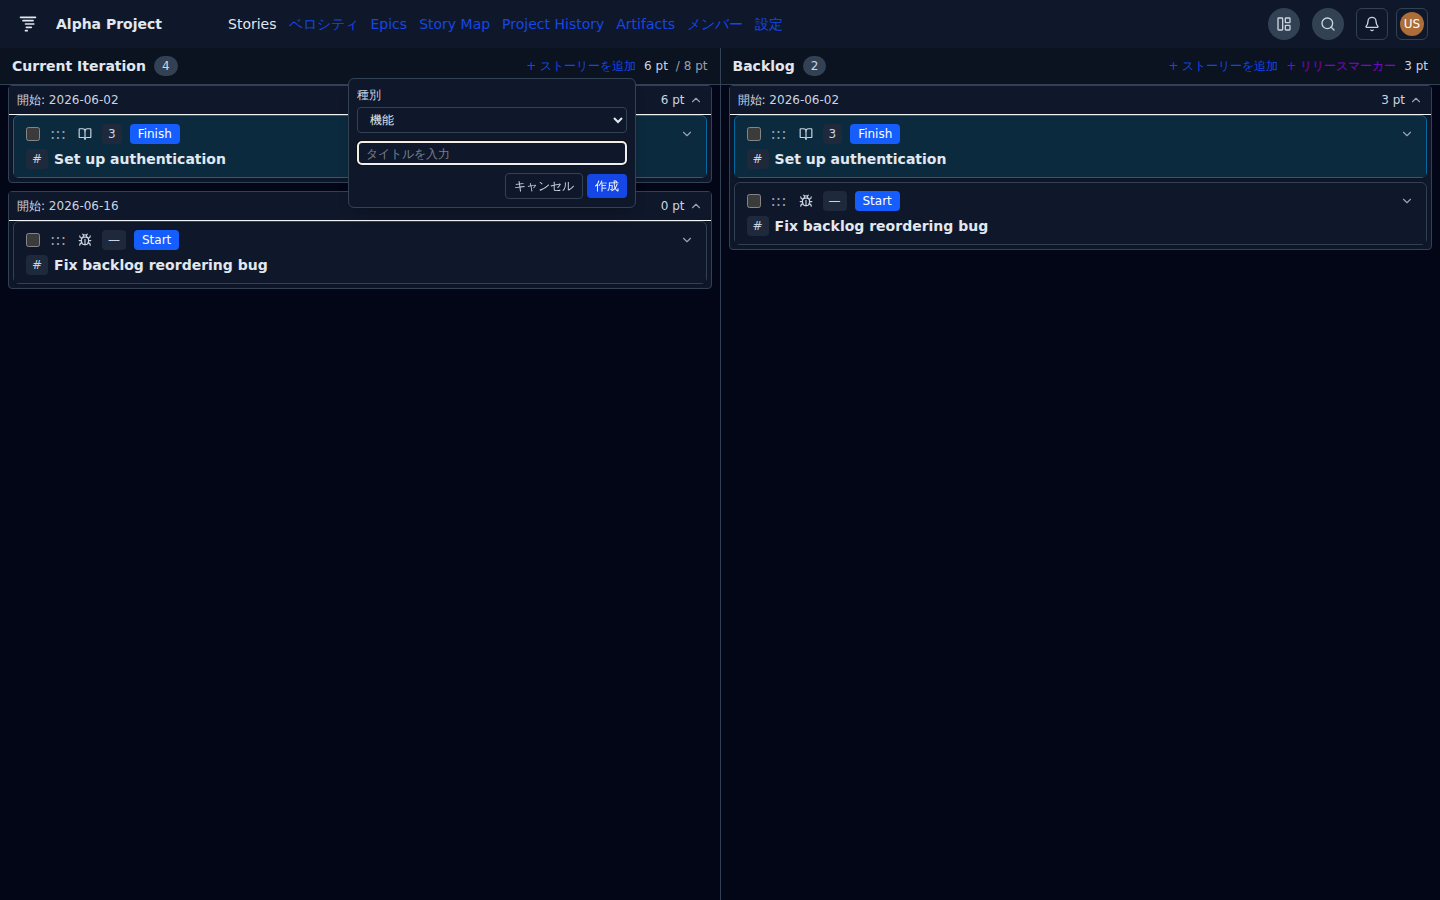 Alpha Project
Stories ベロシティ Epics Story Map Project History Artifacts メンバー 設定
US
Current Iteration 4
+ ストーリーを追加 6 pt / 8 pt
開始: 2026-06-02
6 pt
3 Finish
# Set up authentication
種別
機能
タイトルを入力
キャンセル 作成
開始: 2026-06-16
0 pt
— Start
# Fix backlog reordering bug
Backlog 2
+ ストーリーを追加 + リリースマーカー 3 pt
開始: 2026-06-02
3 pt
3 Finish
# Set up authentication
— Start
# Fix backlog reordering bug